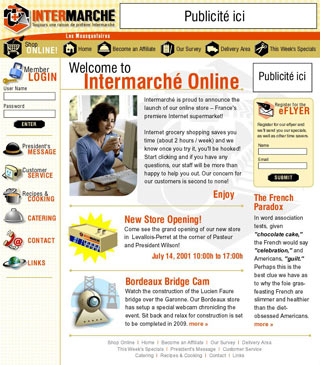 INTERMARCHE
Toujours une raison de préférer Intermarché
Publicité ici
Les Mousquetaires
Shop
ONLINE!
Home
Become an Affiliate
Our Survey
Delivery Area
This Week's Specials
Member
LOGIN
User Name
Password
ENTER
President's
MESSAGE
Customer
SERVICE
Recipes &
COOKING
CATERING
CONTACT
LINKS
Welcome to
Intermarché Online
Intermarché is proud to announce the
launch of our online store – France's
premiere Internet supermarket!
Internet grocery shopping saves you
time (about 2 hours / week) and we
know once you try it, you'll be hooked!
Start clicking and if you have any
questions, our staff will be more than
happy to help you out. Our concern for
our customers is second to none!
Enjoy
New Store Opening!
Come see the grand opening of our new store
in Lavallois-Perret at the corner of Pasteur
and President Wilson!
July 14, 2001 10:00h to 17:00h
Bordeaux Bridge Cam
Watch the construction of the Lucien Faure
bridge over the Garonne. Our Bordeaux store
has setup a special webcam chronicling the
event. Sit back and relax for construction is set
to be completed in 2009. more »
Publicité ici
Register for the
eFLYER
Register for our eflyer and
we'll send you our specials,
as well as other time savers.
Name
Email
SUBMIT
The French
Paradox
In word association
tests, given
"chocolate cake,"
the French would say
"celebration," and
Americans, "guilt."
Perhaps this is the
best clue we have as
to why the foie gras-
feasting French are
slimmer and healthier
than the diet-
obsessed Americans.
more »
Shop Online | Home | Become an Affiliate | Our Survey | Delivery Area
This Week's Specials | President's Message | Customer Service
Catering | Recipes & Cooking | Contact | Links